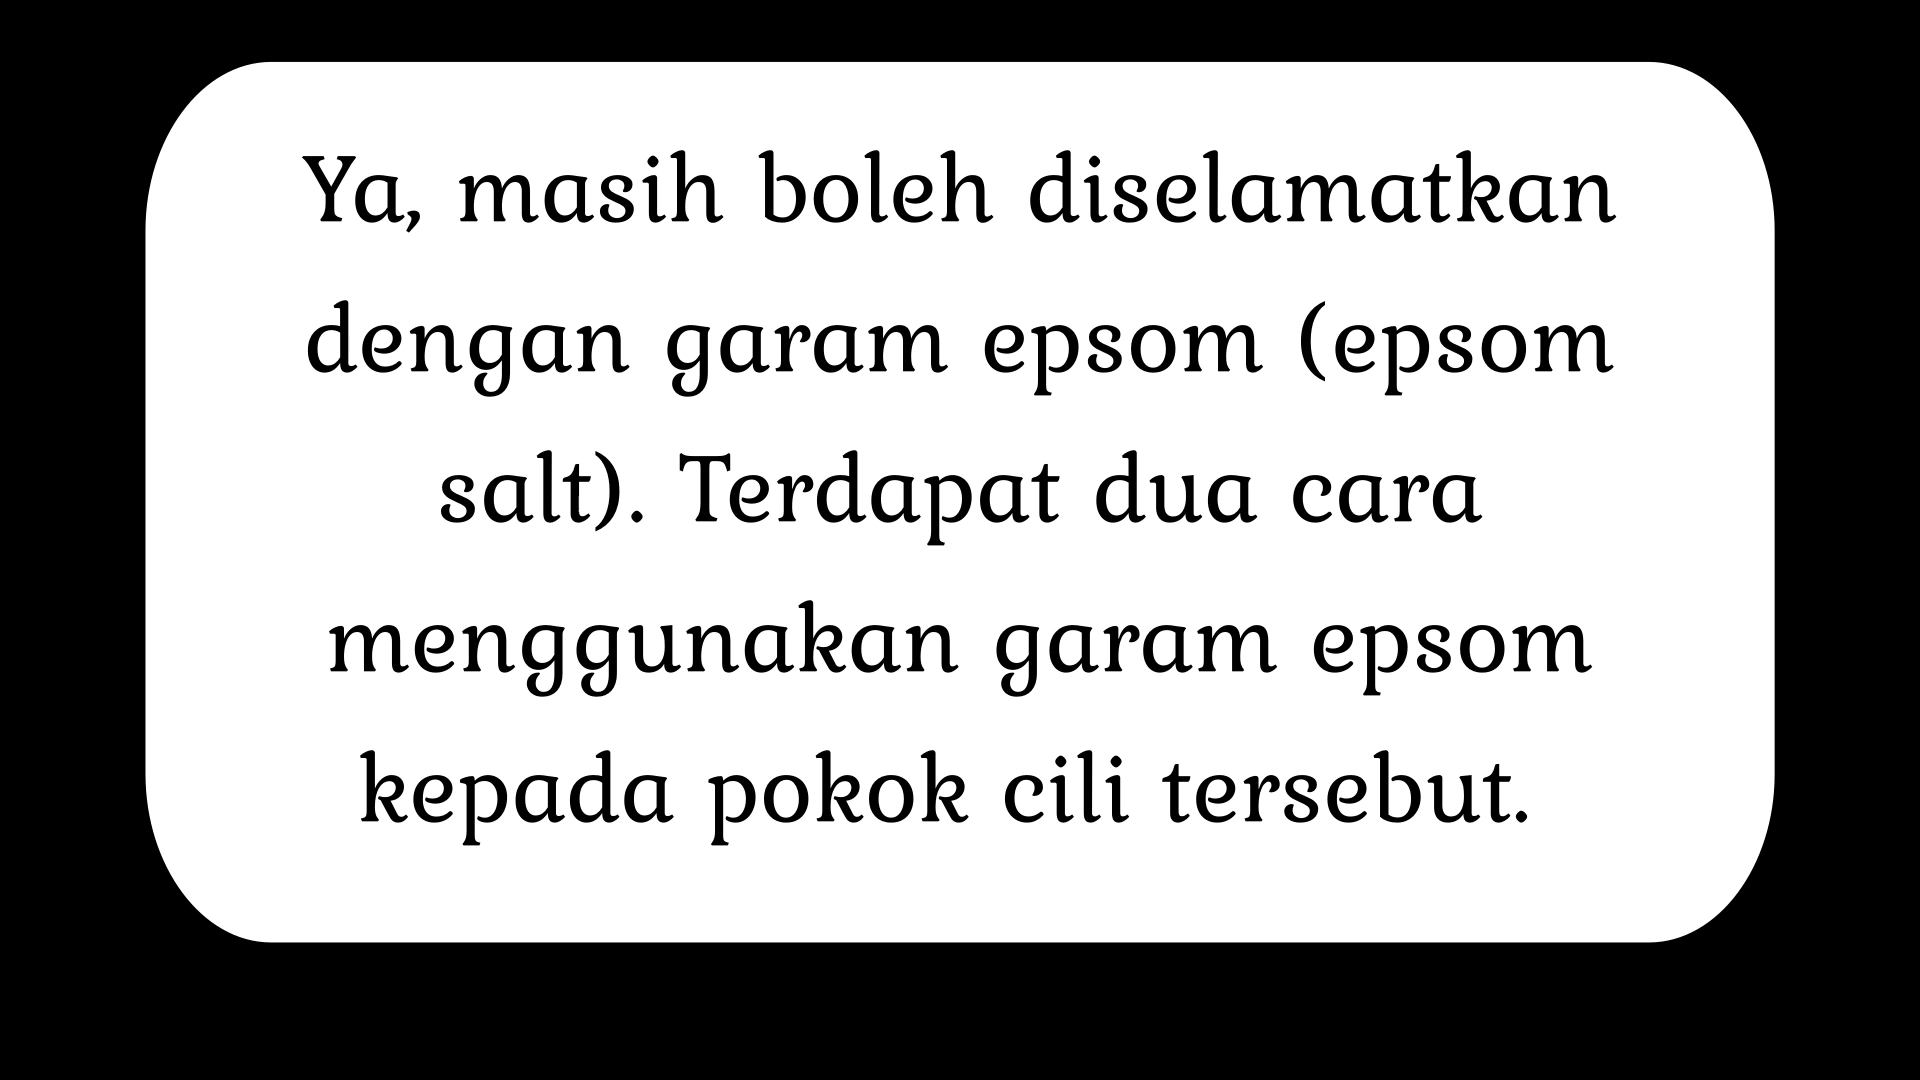 Ya, masih boleh diselamatkan
dengan garam epsom (epsom
salt). Terdapat dua cara
menggunakan garam epsom
kepada pokok cili tersebut.